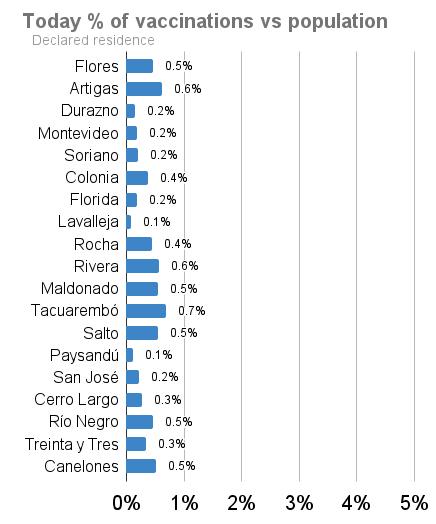 Today % of vaccinations vs population
Declared residence
Flores 0.5%
Artigas 0.6%
Durazno 0.2%
Montevideo 0.2%
Soriano 0.2%
Colonia 0.4%
Florida 0.2%
Lavalleja 0.1%
Rocha 0.4%
Rivera 0.6%
Maldonado 0.5%
Tacuarembó 0.7%
Salto 0.5%
Paysandú 0.1%
San José 0.2%
Cerro Largo 0.3%
Río Negro 0.5%
Treinta y Tres 0.3%
Canelones 0.5%
0% 1% 2% 3% 4% 5%